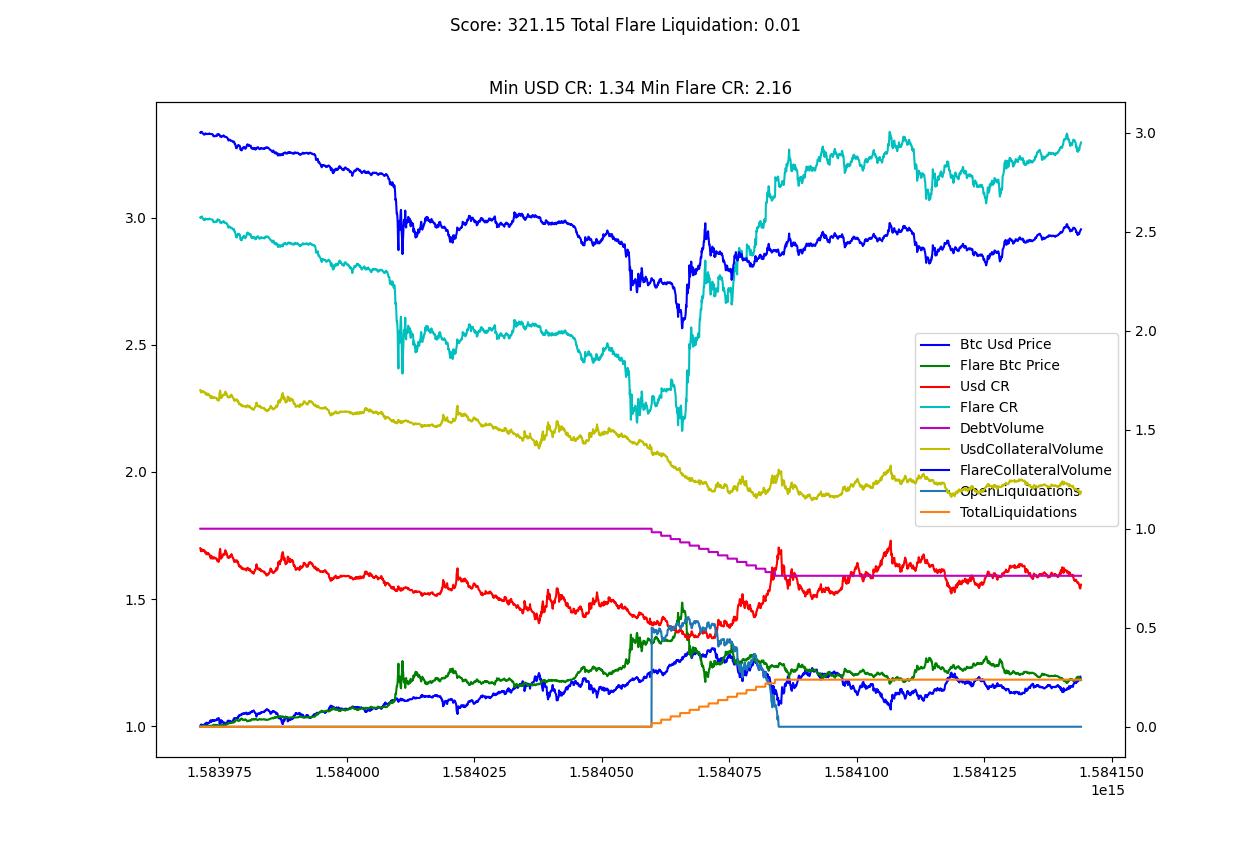 Score: 321.15 Total Flare Liquidation: 0.01
Min USD CR: 1.34 Min Flare CR: 2.16
3.0
2.5
2.0
1.5
1.0
3.0
2.5
2.0
1.5
1.0
0.5
0.0
Btc Usd Price
Flare Btc Price
Usd CR
Flare CR
DebtVolume
UsdCollateralVolume
FlareCollateralVolume
OpenLiquidations
TotalLiquidations
1.583975 1.584000 1.584025 1.584050 1.584075 1.584100 1.584125 1.584150
1e15